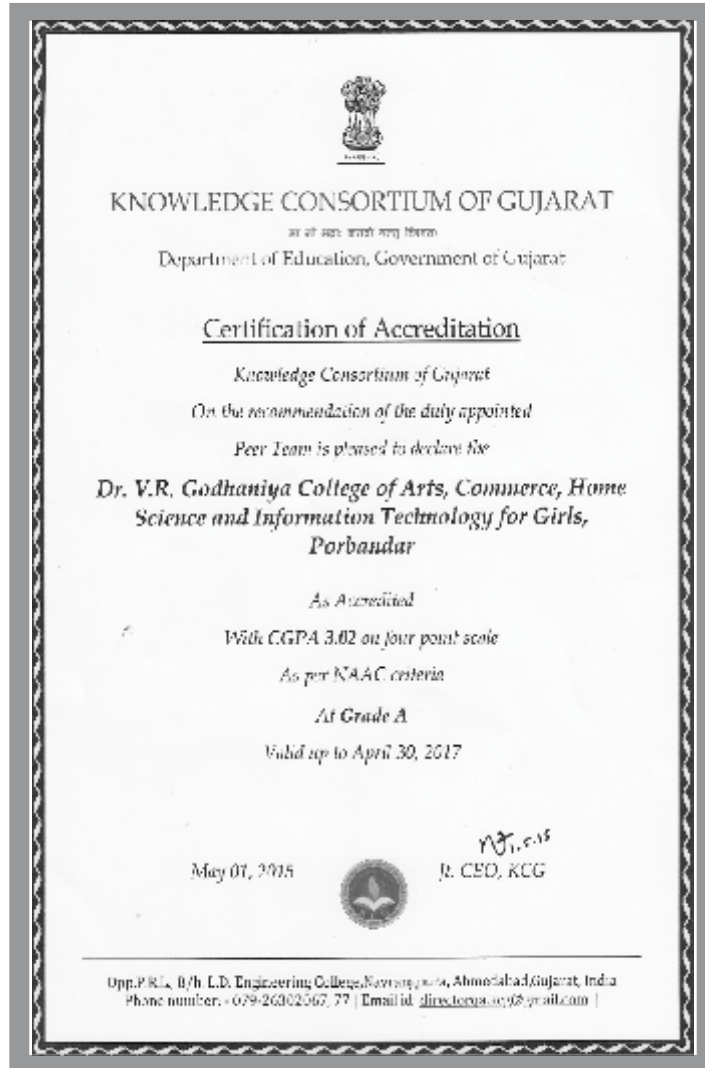 KNOWLEDGE CONSORTIUM OF GUJARAT
Department of Education, Government of Gujarat
Certification of Accreditation
Knowledge Consortium of Gujarat
On the recommendation of the duly appointed
Peer Team is pleased to declare the
Dr. V.R. Godhaniya College of Arts, Commerce, Home
Science and Information Technology for Girls,
Porbandar
As Accredited
With CGPA 3.02 on four point scale
As per NAAC criteria
At Grade A
Valid up to April 30, 2017
May 01, 2015
Jt. CEO, KCG
Opp.P.R.L, B/h. L.D. Engineering College,Navrangpura, Ahmedabad,Gujarat, India
Phone number: - 079-26302067, 77 | Email id: